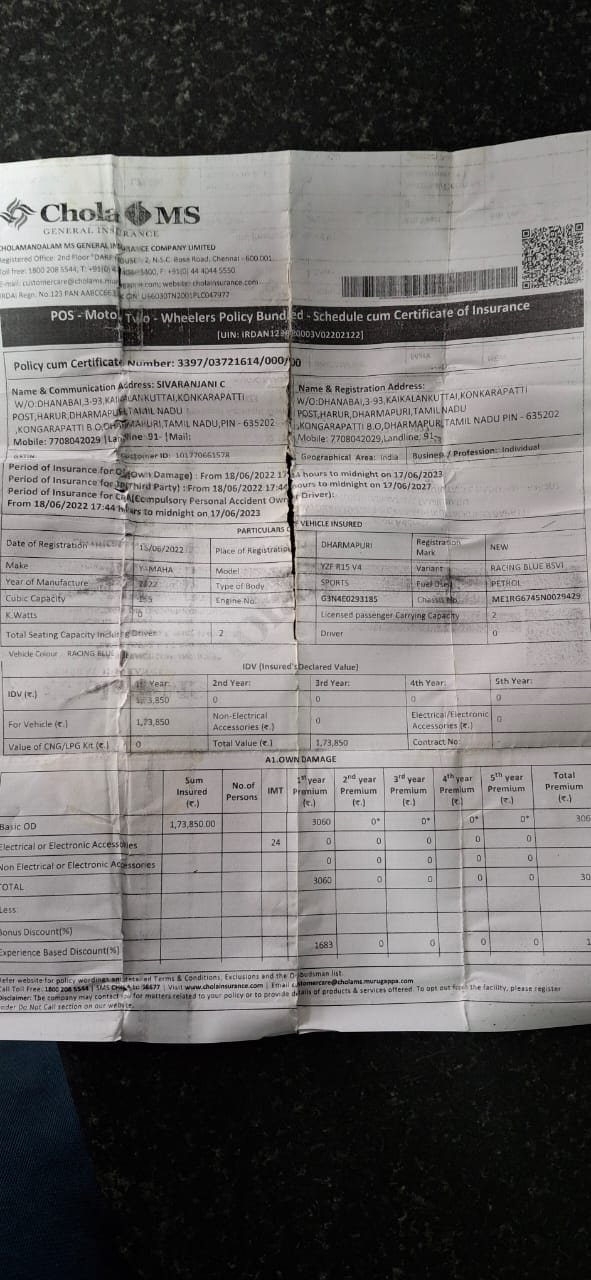 Chola MS
GENERAL INSURANCE
CHOLAMANDALAM MS GENERAL INSURANCE COMPANY LIMITED
Registered Office: 2nd Floor "DARE HOUSE", 2, N.S.C. Bose Road, Chennai - 600 001
Toll free: 1800 208 5544, T: +91(0) 44 5400, F: +91(0) 44 4044 5550
E-mail: customercare@cholams.murugappa.com; website: cholainsurance.com
IRDAI Regn. No.123 PAN CIN: U66030TN2001PLC047977
POS - Motor Two - Wheelers Policy Bundled - Schedule cum Certificate of Insurance
[UIN: 0003V02202122]
Policy cum Certificate Number: 3397/03721614/000/00
Name & Communication Address: SIVARANJANI C
W/O:DHANABAI,3-93,KAIKALANKUTTAI,KONKARAPATTI
POST,HARUR,DHARMAPURI,TAMIL NADU
,KONGARAPATTI B.O,DHARMAPURI,TAMIL NADU,PIN - 635202
Mobile: 7708042029 |Landline: 91- |Mail:
Name & Registration Address:
W/O:DHANABAI,3-93,KAIKALANKUTTAI,KONKARAPATTI
POST,HARUR,DHARMAPURI,TAMIL NADU
,KONGARAPATTI B.O,DHARMAPUR,TAMIL NADU PIN - 635202
Mobile: 7708042029,Landline: 91-
GSTIN: Customer ID: 101770661578 Geographical Area: India Business / Profession: Individual
Period of Insurance for OD(Own Damage) : From 18/06/2022 17 hours to midnight on 17/06/2023
Period of Insurance for TP(Third Party) : From 18/06/2022 17:44 hours to midnight on 17/06/2027
Period of Insurance for CPA(Compulsory Personal Accident Owner Driver):
From 18/06/2022 17:44 hours to midnight on 17/06/2023
PARTICULARS OF VEHICLE INSURED
Date of Registration 15/06/2022 Place of Registration DHARMAPURI Registration Mark NEW
Make YAMAHA Model YZF R15 V4 Variant RACING BLUE BSVI
Year of Manufacture 2022 Type of Body SPORTS Fuel Used PETROL
Cubic Capacity 155 Engine No. G3N4E0293185 Chassis No. ME1RG6745N0029429
K.Watts 0 Licensed passenger Carrying Capacity 2
Total Seating Capacity Including Driver 2 Driver 0
Vehicle Colour RACING BLUE
IDV (Insured's Declared Value)
IDV (₹.) 1st Year: 1,73,850 2nd Year: 0 3rd Year: 0 4th Year: 0 5th Year: 0
For Vehicle (₹.) 1,73,850 Non-Electrical Accessories (₹.) 0 Electrical/Electronic Accessories (₹.) 0
Value of CNG/LPG Kit (₹.) 0 Total Value (₹.) 1,73,850 Contract No: -
A1.OWN DAMAGE
Sum Insured (₹.) No.of Persons IMT 1st year Premium (₹.) 2nd year Premium (₹.) 3rd year Premium (₹.) 4th year Premium (₹.) 5th year Premium (₹.) Total Premium (₹.)
Basic OD 1,73,850.00 3060 0* 0* 0* 0* 306
Electrical or Electronic Accessories 24 0 0 0 0 0
Non Electrical or Electronic Accessories 0 0 0 0 0
TOTAL 3060 0 0 0 0 30
Less:
Bonus Discount(%)
Experience Based Discount(%) 1683 0 0 0 0 1
Refer website for policy wordings and detailed Terms & Conditions, Exclusions and the Ombudsman list.
Call Toll Free: 1800 208 5544 | SMS CHOLA to 56677 | Visit www.cholainsurance.com | Email customercare@cholams.murugappa.com
Disclaimer: The company may contact you for matters related to your policy or to provide details of products & services offered. To opt out from the facility, please register
under Do Not Call section on our website.